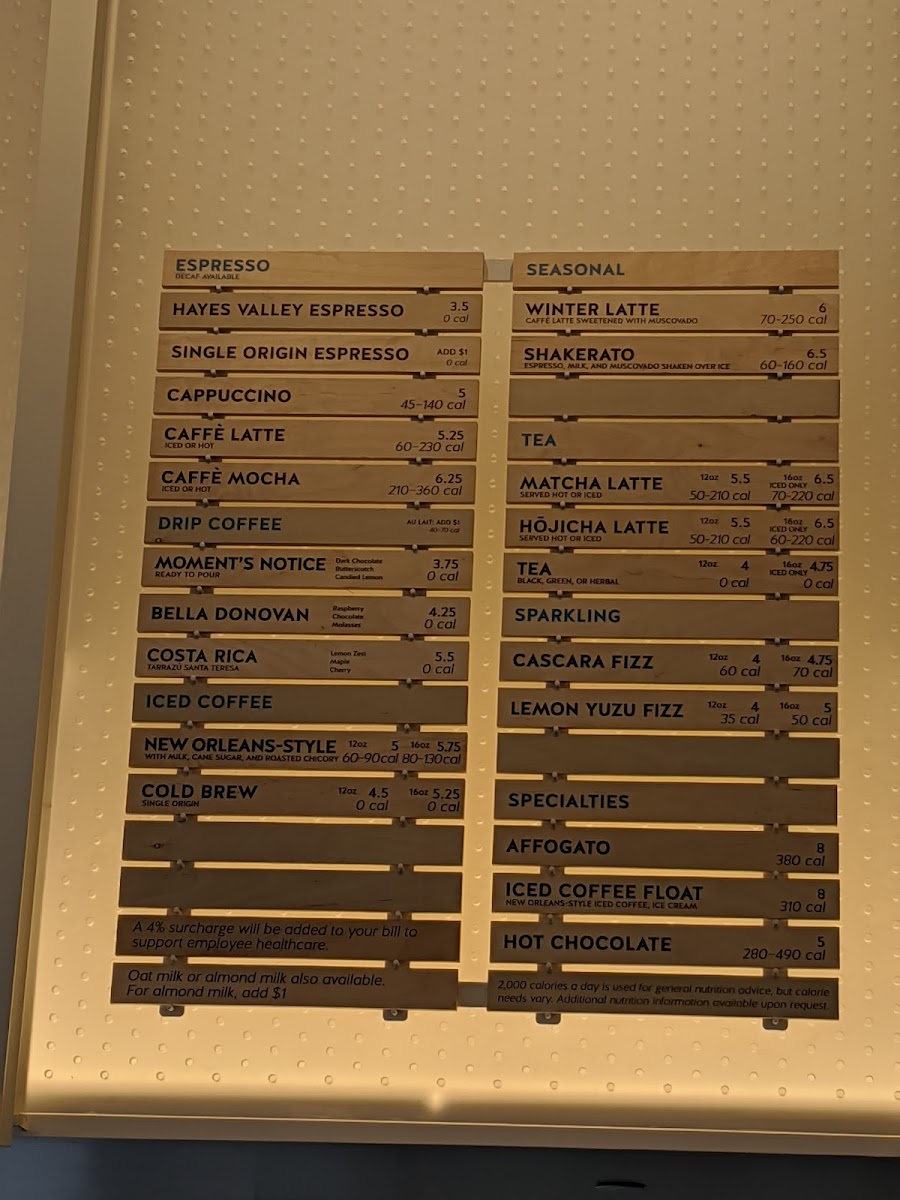 ESPRESSO
DECAF AVAILABLE
HAYES VALLEY ESPRESSO 3.5
0 cal
SINGLE ORIGIN ESPRESSO ADD $1
0 cal
CAPPUCCINO 5
45-140 cal
CAFFÈ LATTE 5.25
ICED OR HOT 60-230 cal
CAFFÈ MOCHA 6.25
ICED OR HOT 210-360 cal
DRIP COFFEE AU LAIT: ADD $1
40-70 cal
MOMENT'S NOTICE Dark Chocolate 3.75
READY TO POUR Butterscotch 0 cal
Candied Lemon
BELLA DONOVAN Raspberry 4.25
Chocolate 0 cal
Molasses
COSTA RICA Lemon Zest 5.5
TARRAZÚ SANTA TERESA Maple 0 cal
Cherry
ICED COFFEE
NEW ORLEANS-STYLE 12oz 5 16oz 5.75
WITH MILK, CANE SUGAR, AND ROASTED CHICORY 60-90cal 80-130cal
COLD BREW 12oz 4.5 16oz 5.25
SINGLE ORIGIN 0 cal 0 cal
A 4% surcharge will be added to your bill to
support employee healthcare.
Oat milk or almond milk also available.
For almond milk, add $1
SEASONAL
WINTER LATTE 6
CAFFÈ LATTE SWEETENED WITH MUSCOVADO 70-250 cal
SHAKERATO 6.5
ESPRESSO, MILK, AND MUSCOVADO SHAKEN OVER ICE 60-160 cal
TEA
MATCHA LATTE 12oz 5.5 16oz ICED ONLY 6.5
SERVED HOT OR ICED 50-210 cal 70-220 cal
HŌJICHA LATTE 12oz 5.5 16oz ICED ONLY 6.5
SERVED HOT OR ICED 50-210 cal 60-220 cal
TEA 12oz 4 16oz ICED ONLY 4.75
BLACK, GREEN, OR HERBAL 0 cal 0 cal
SPARKLING
CASCARA FIZZ 12oz 4 16oz 4.75
60 cal 70 cal
LEMON YUZU FIZZ 12oz 4 16oz 5
35 cal 50 cal
SPECIALTIES
AFFOGATO 8
380 cal
ICED COFFEE FLOAT 8
NEW ORLEANS-STYLE ICED COFFEE, ICE CREAM 310 cal
HOT CHOCOLATE 5
280-490 cal
2,000 calories a day is used for general nutrition advice, but calorie
needs vary. Additional nutrition information available upon request.